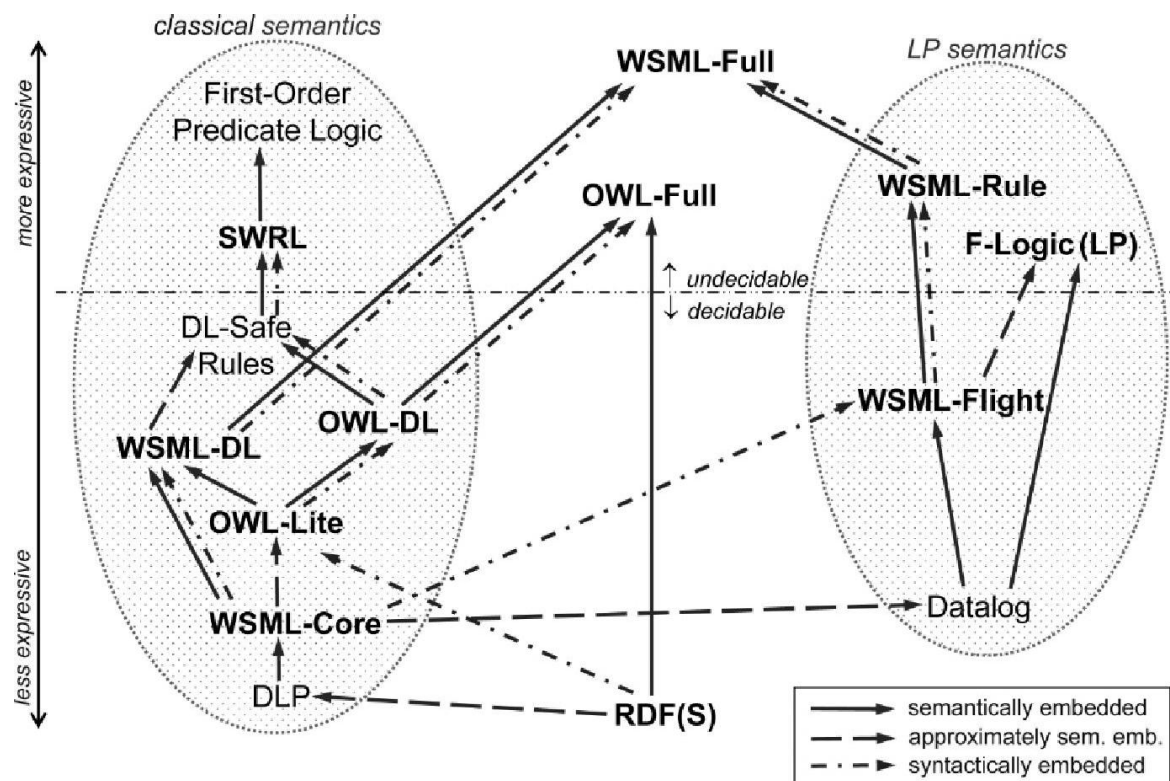 classical semantics
LP semantics
more expressive
less expressive
First-Order
Predicate Logic
WSML-Full
WSML-Rule
OWL-Full
SWRL
F-Logic (LP)
undecidable
decidable
DL-Safe
Rules
WSML-Flight
OWL-DL
WSML-DL
OWL-Lite
WSML-Core
Datalog
DLP
RDF(S)
semantically embedded
approximately sem. emb.
syntactically embedded